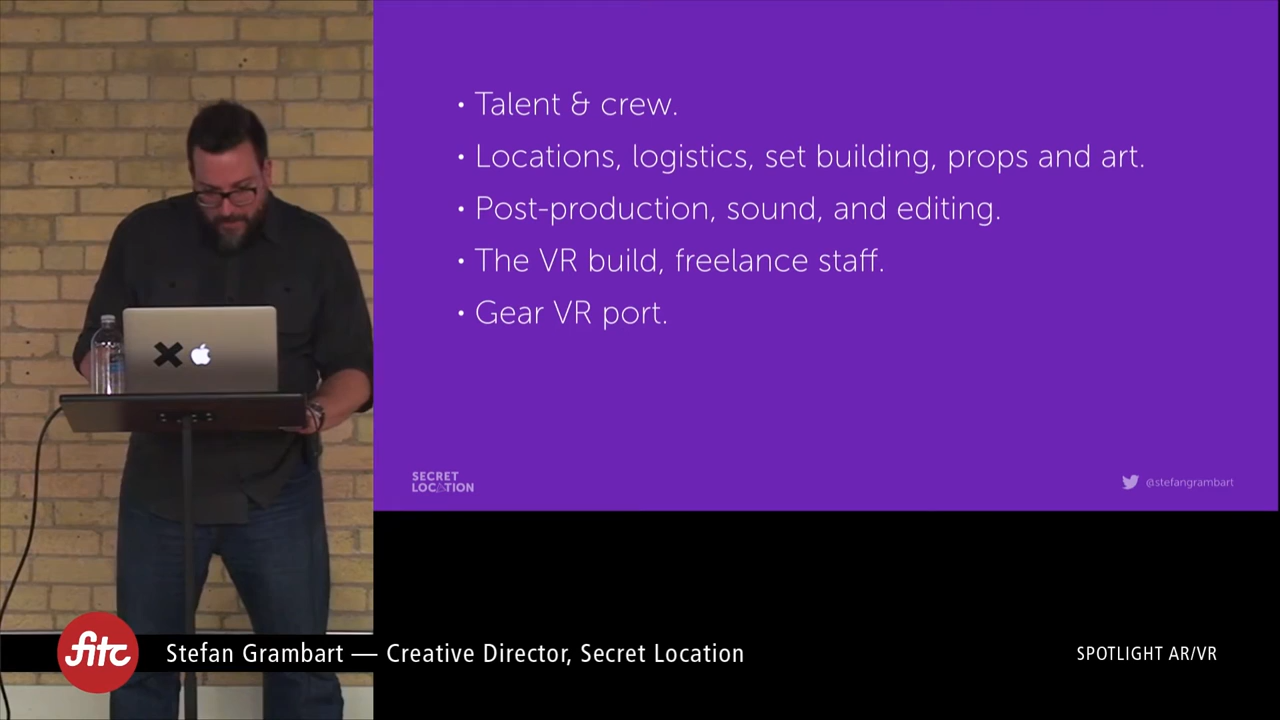 • Talent & crew.
• Locations, logistics, set building, props and art.
• Post-production, sound, and editing.
• The VR build, freelance staff.
• Gear VR port.
SECRET
LOCATION
@stefangrambart
fitc
Stefan Grambart — Creative Director, Secret Location
SPOTLIGHT AR/VR